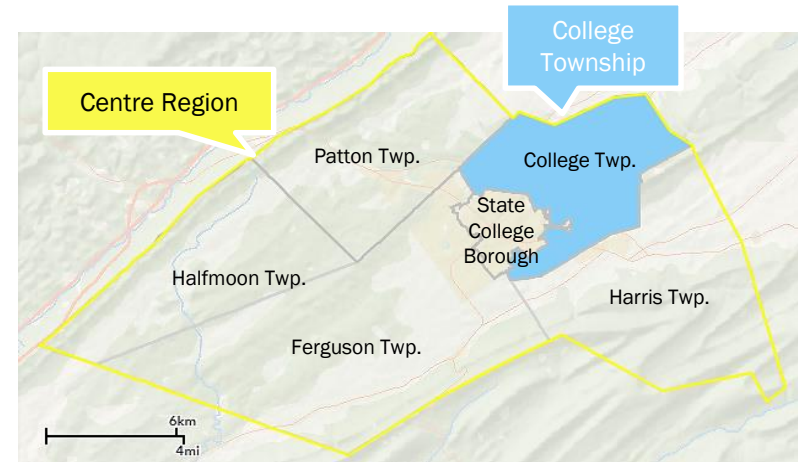 College
Township
Centre Region
Patton Twp.
College Twp.
State
College
Borough
Halfmoon Twp.
Harris Twp.
Ferguson Twp.
6km
4mi